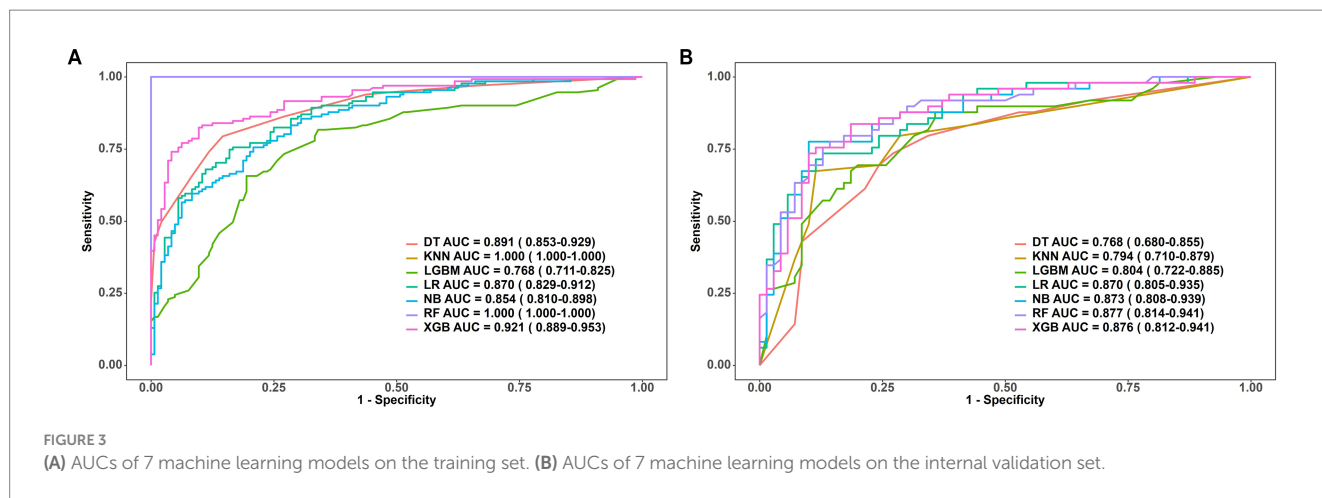 A
1.00
0.75
0.50
0.25
0.00
Sensitivity
DT AUC = 0.891 ( 0.853-0.929)
KNN AUC = 1.000 ( 1.000-1.000)
LGBM AUC = 0.768 ( 0.711-0.825)
LR AUC = 0.870 ( 0.829-0.912)
NB AUC = 0.854 ( 0.810-0.898)
RF AUC = 1.000 ( 1.000-1.000)
XGB AUC = 0.921 ( 0.889-0.953)
0.00 0.25 0.50 0.75 1.00
1 - Specificity
B
1.00
0.75
0.50
0.25
0.00
Sensitivity
DT AUC = 0.768 ( 0.680-0.855)
KNN AUC = 0.794 ( 0.710-0.879)
LGBM AUC = 0.804 ( 0.722-0.885)
LR AUC = 0.870 ( 0.805-0.935)
NB AUC = 0.873 ( 0.808-0.939)
RF AUC = 0.877 ( 0.814-0.941)
XGB AUC = 0.876 ( 0.812-0.941)
0.00 0.25 0.50 0.75 1.00
1 - Specificity
FIGURE 3
(A) AUCs of 7 machine learning models on the training set. (B) AUCs of 7 machine learning models on the internal validation set.